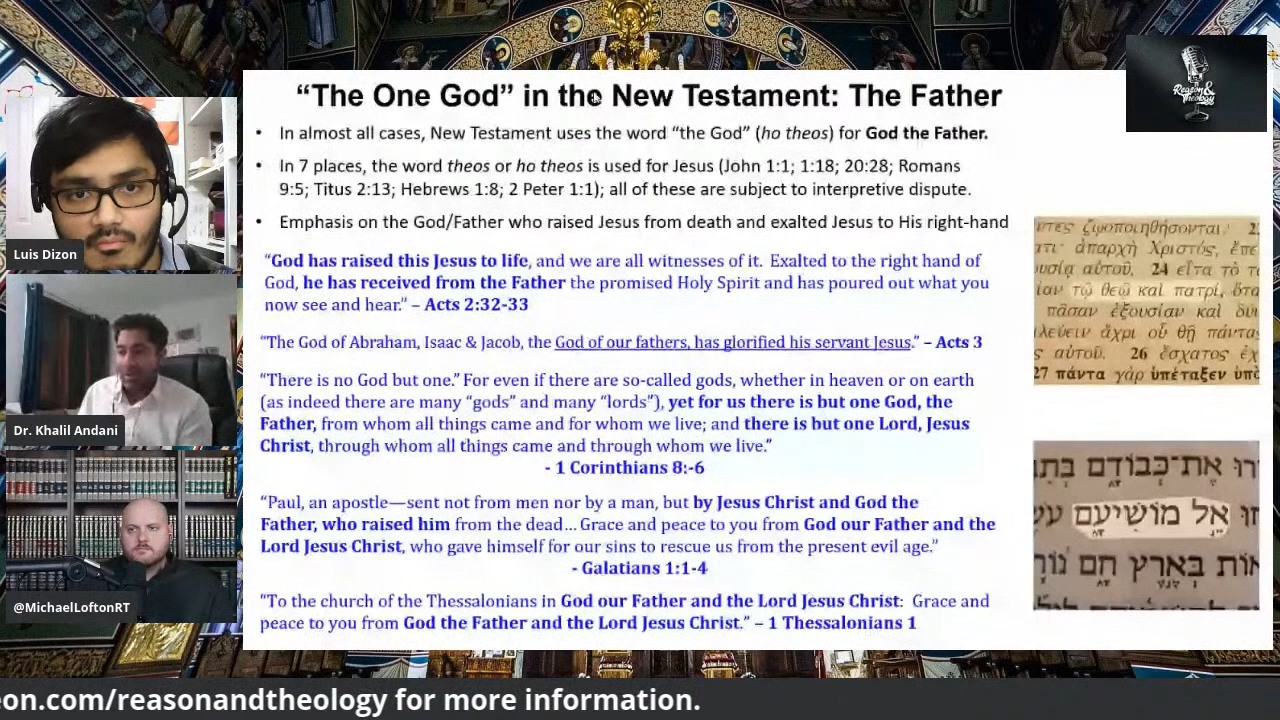 “The One God” in the New Testament: The Father
• In almost all cases, New Testament uses the word “the God” (ho theos) for God the Father.
• In 7 places, the word theos or ho theos is used for Jesus (John 1:1; 1:18; 20:28; Romans
9:5; Titus 2:13; Hebrews 1:8; 2 Peter 1:1); all of these are subject to interpretive dispute.
• Emphasis on the God/Father who raised Jesus from death and exalted Jesus to His right-hand
“God has raised this Jesus to life, and we are all witnesses of it. Exalted to the right hand of
God, he has received from the Father the promised Holy Spirit and has poured out what you
now see and hear.” – Acts 2:32-33
“The God of Abraham, Isaac & Jacob, the God of our fathers, has glorified his servant Jesus.” – Acts 3
“There is no God but one.” For even if there are so-called gods, whether in heaven or on earth
(as indeed there are many “gods” and many “lords”), yet for us there is but one God, the
Father, from whom all things came and for whom we live; and there is but one Lord, Jesus
Christ, through whom all things came and through whom we live.”
- 1 Corinthians 8:-6
“Paul, an apostle—sent not from men nor by a man, but by Jesus Christ and God the
Father, who raised him from the dead… Grace and peace to you from God our Father and the
Lord Jesus Christ, who gave himself for our sins to rescue us from the present evil age.”
- Galatians 1:1-4
“To the church of the Thessalonians in God our Father and the Lord Jesus Christ: Grace and
peace to you from God the Father and the Lord Jesus Christ.” – 1 Thessalonians 1
Reason &
Theology
Luis Dizon
Dr. Khalil Andani
@MichaelLoftonRT
ντες ζῳοποιηθήσονται.
ἀπαρχὴ Χριστός,
αὐτοῦ, 24 εἶτα τὸ
τῷ θεῷ καὶ πατρί,
πᾶσαν ἐξουσίαν καὶ
ἄχρι οὗ θῇ
αὐτοῦ. 26 ἔσχατος
27 πάντα γὰρ ὑπέταξεν
אֶת־כְּבוֹדָם
אֵל מוֹשִׁיעָם
בְּאֶרֶץ חָם
eon.com/reasonandtheology for more information.